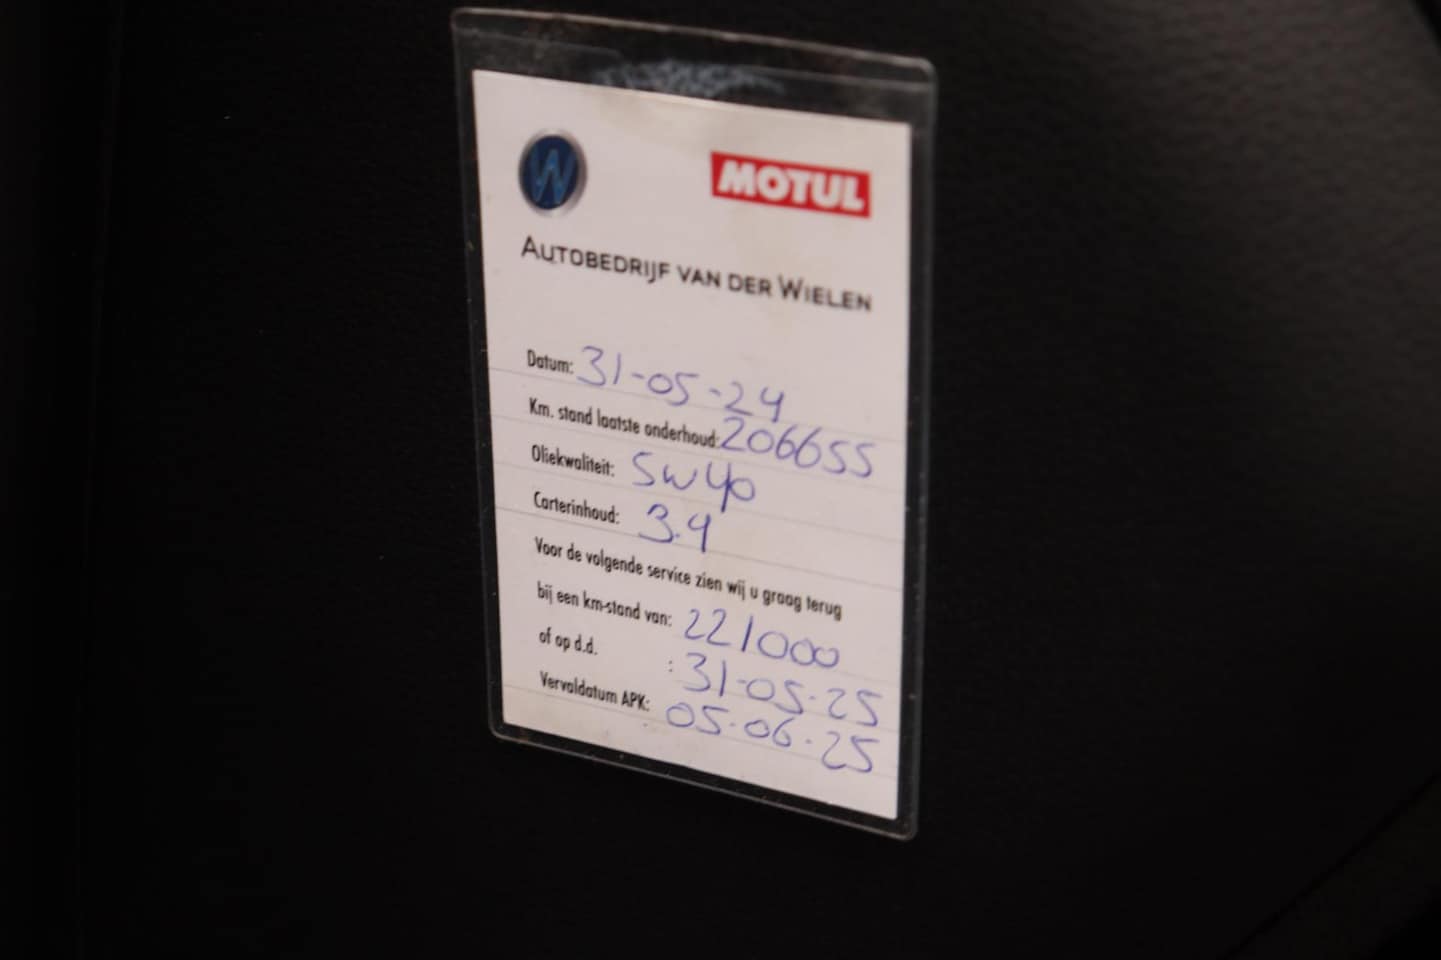 W
MOTUL
AUTOBEDRIJF VAN DER WIELEN
Datum: 31-05-24
Km. stand laatste onderhoud: 206655
Oliekwaliteit: 5w40
Carterinhoud: 3.4
Voor de volgende service zien wij u graag terug
bij een km-stand van: 221000
of op d.d. : 31-05-25
Vervaldatum APK: 05-06-25